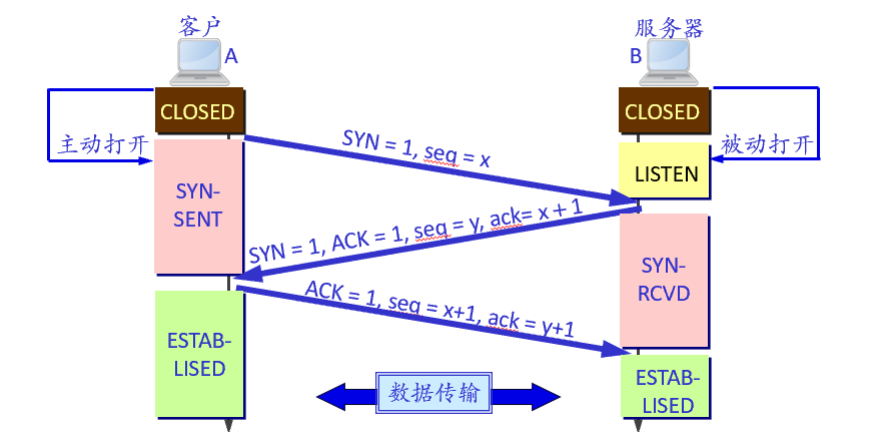 客户
服务器
A
B
CLOSED
CLOSED
主动打开
SYN = 1, seq = x
被动打开
LISTEN
SYN-
SENT
SYN = 1, ACK = 1, seq = y, ack= x + 1
SYN-
RCVD
ACK = 1, seq = x+1, ack = y+1
ESTAB-
LISED
数据传输
ESTAB-
LISED